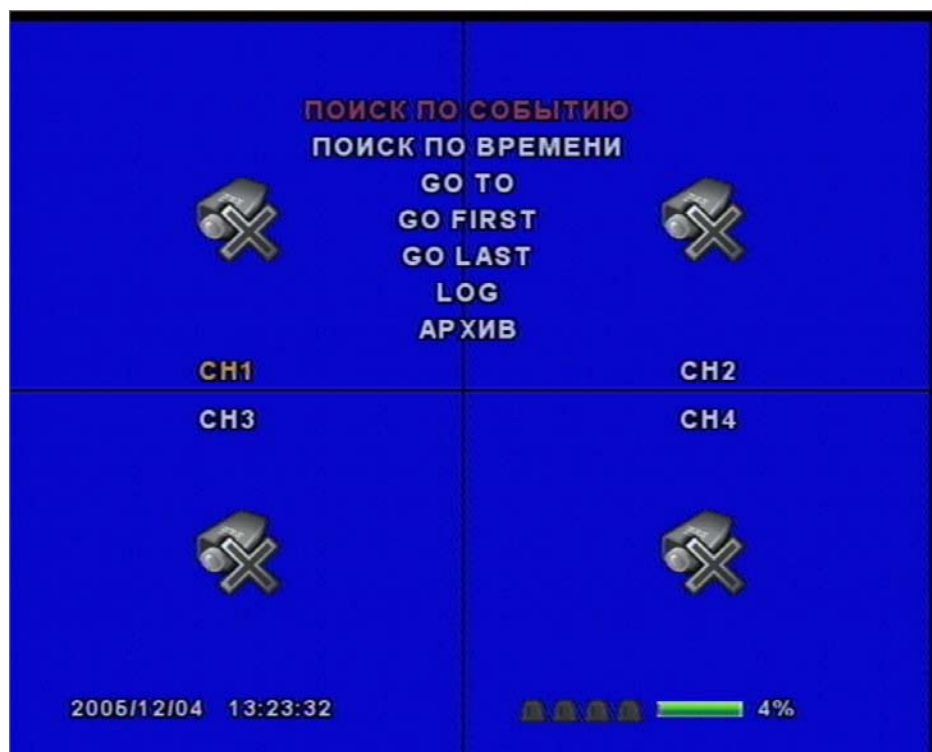 ПОИСК ПО СОБЫТИЮ
ПОИСК ПО ВРЕМЕНИ
GO TO
GO FIRST
GO LAST
LOG
АРХИВ
CH1 CH2
CH3 CH4
2005/12/04 13:23:32 4%